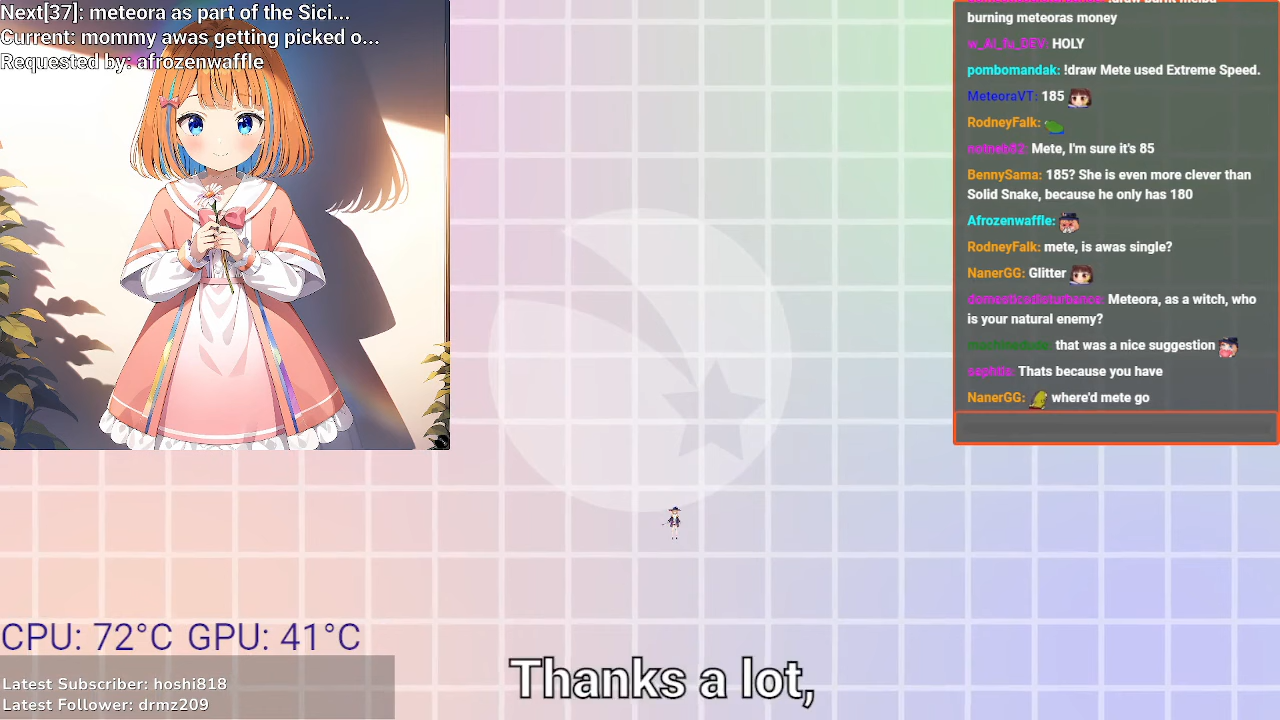 Next[37]: meteora as part of the Sici...
Current: mommy awas getting picked o...
Requested by: afrozenwaffle
burning meteoras money
w_AI_fu_DEV: HOLY
pombomandak: !draw Mete used Extreme Speed.
MeteoraVT: 185
RodneyFalk:
Mete, I'm sure it's 85
BennySama: 185? She is even more clever than
Solid Snake, because he only has 180
Afrozenwaffle:
RodneyFalk: mete, is awas single?
NanerGG: Glitter
domesticedisturbance: Meteora, as a witch, who
is your natural enemy?
machinedude: that was a nice suggestion
sephtis: Thats because you have
NanerGG: where'd mete go
CPU: 72°C GPU: 41°C
Thanks a lot,
Latest Subscriber: hoshi818
Latest Follower: drmz209